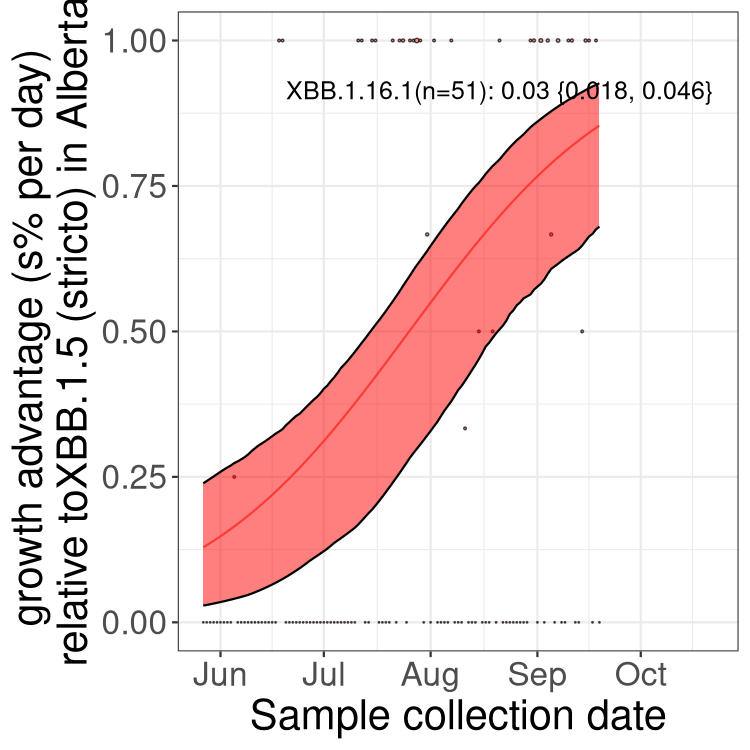 growth advantage (s% per day)
relative toXBB.1.5 (stricto) in Alberta
1.00
0.75
0.50
0.25
0.00
XBB.1.16.1(n=51): 0.03 {0.018, 0.046}
Jun Jul Aug Sep Oct
Sample collection date